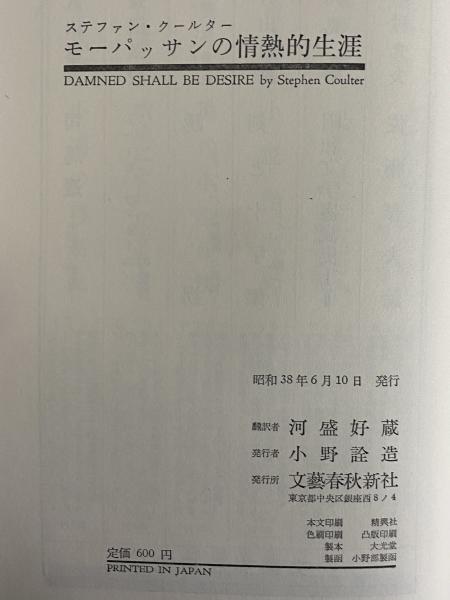 ステファン・クールター
モーパッサンの情熱的生涯
DAMNED SHALL BE DESIRE by Stephen Coulter
昭和38年6月10日 発行
翻訳者 河盛好蔵
発行者 小野詮造
発行所 文藝春秋新社
東京都中央区銀座西8ノ4
本文印刷 精興社
色刷印刷 凸版印刷
製本 大光堂
製函 小野部製函
定価 600 円
PRINTED IN JAPAN